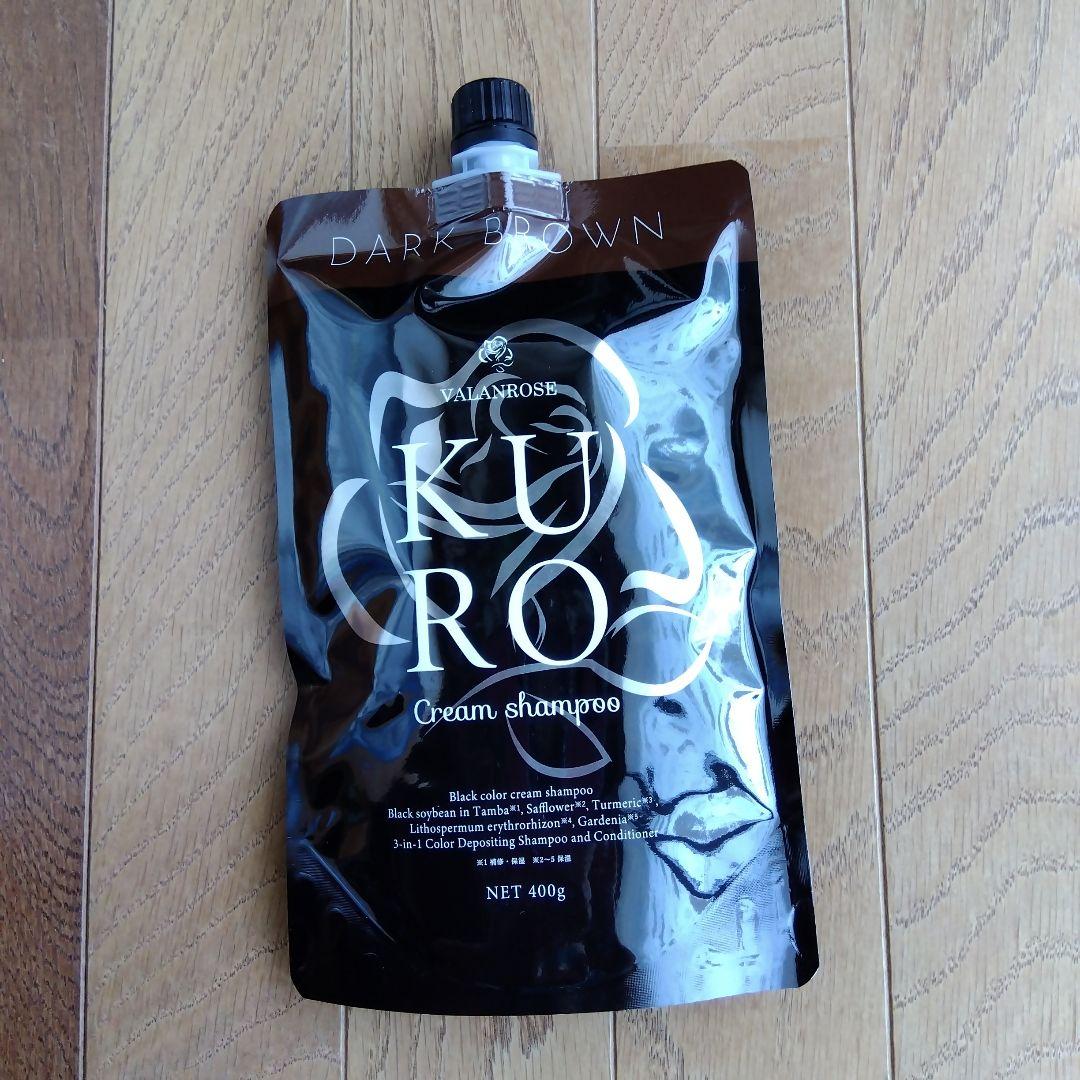 DARK BROWN
VALANROSE
KU
RO
Cream shampoo
Black color cream shampoo
Black soybean in Tamba※1, Safflower※2, Turmeric※3
Lithospermum erythrorhizon※4, Gardenia※5
3-in-1 Color Depositing Shampoo and Conditioner
※1 補修・保湿 ※2〜5 保湿
NET 400g